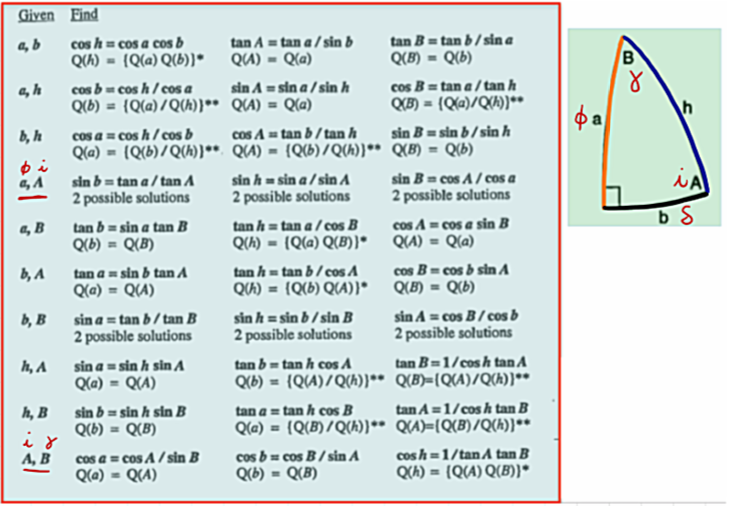 Given Find
a, b cos h = cos a cos b tan A = tan a / sin b tan B = tan b / sin a
Q(h) = {Q(a) Q(b)}* Q(A) = Q(a) Q(B) = Q(b)
a, h cos b = cos h / cos a sin A = sin a / sin h cos B = tan a / tan h
Q(b) = {Q(a) / Q(h)}** Q(A) = Q(a) Q(B) = {Q(a)/Q(h)}**
b, h cos a = cos h / cos b cos A = tan b / tan h sin B = sin b / sin h
Q(a) = {Q(b) / Q(h)}**. Q(A) = {Q(b) / Q(h)}** Q(B) = Q(b)
ϕ i
a, A sin b = tan a / tan A sin h = sin a / sin A sin B = cos A / cos a
2 possible solutions 2 possible solutions 2 possible solutions
a, B tan b = sin a tan B tan h = tan a / cos B cos A = cos a sin B
Q(b) = Q(B) Q(h) = {Q(a) Q(B)}* Q(A) = Q(a)
b, A tan a = sin b tan A tan h = tan b / cos A cos B = cos b sin A
Q(a) = Q(A) Q(h) = {Q(b) Q(A)}* Q(B) = Q(b)
b, B sin a = tan b / tan B sin h = sin b / sin B sin A = cos B / cos b
2 possible solutions 2 possible solutions 2 possible solutions
h, A sin a = sin h sin A tan b = tan h cos A tan B = 1/cos h tan A
Q(a) = Q(A) Q(b) = {Q(A) / Q(h)}** Q(B)={Q(A)/Q(h)}**
h, B sin b = sin h sin B tan a = tan h cos B tan A = 1/cos h tan B
Q(b) = Q(B) Q(a) = {Q(B) / Q(h)}** Q(A)={Q(B)/Q(h)}**
i γ
A, B cos a = cos A / sin B cos b = cos B / sin A cos h = 1/tan A tan B
Q(a) = Q(A) Q(b) = Q(B) Q(h) = {Q(A) Q(B)}*
B
γ
ϕ a
h
i A
b δ